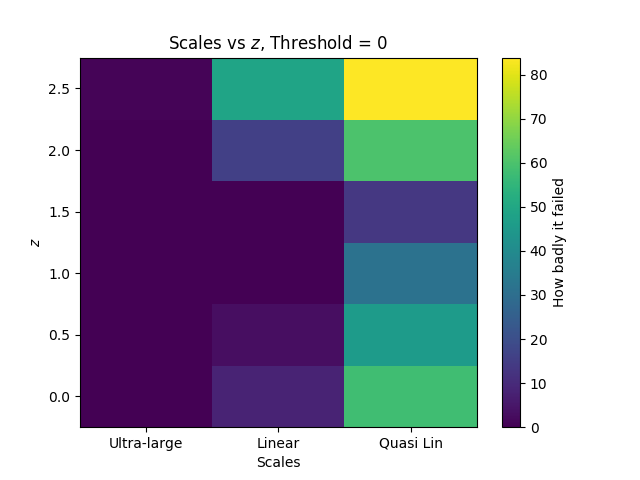 Scales vs z, Threshold = 0
2.5
2.0
1.5
1.0
0.5
0.0
z
Ultra-large
Linear
Quasi Lin
Scales
80
70
60
50
40
30
20
10
0
How badly it failed